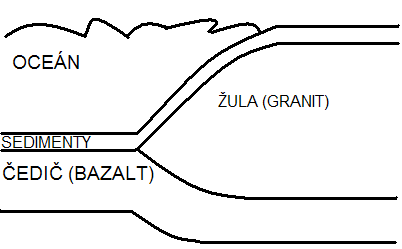 OCEÁN
ŽULA (GRANIT)
SEDIMENTY
ČEDIČ (BAZALT)